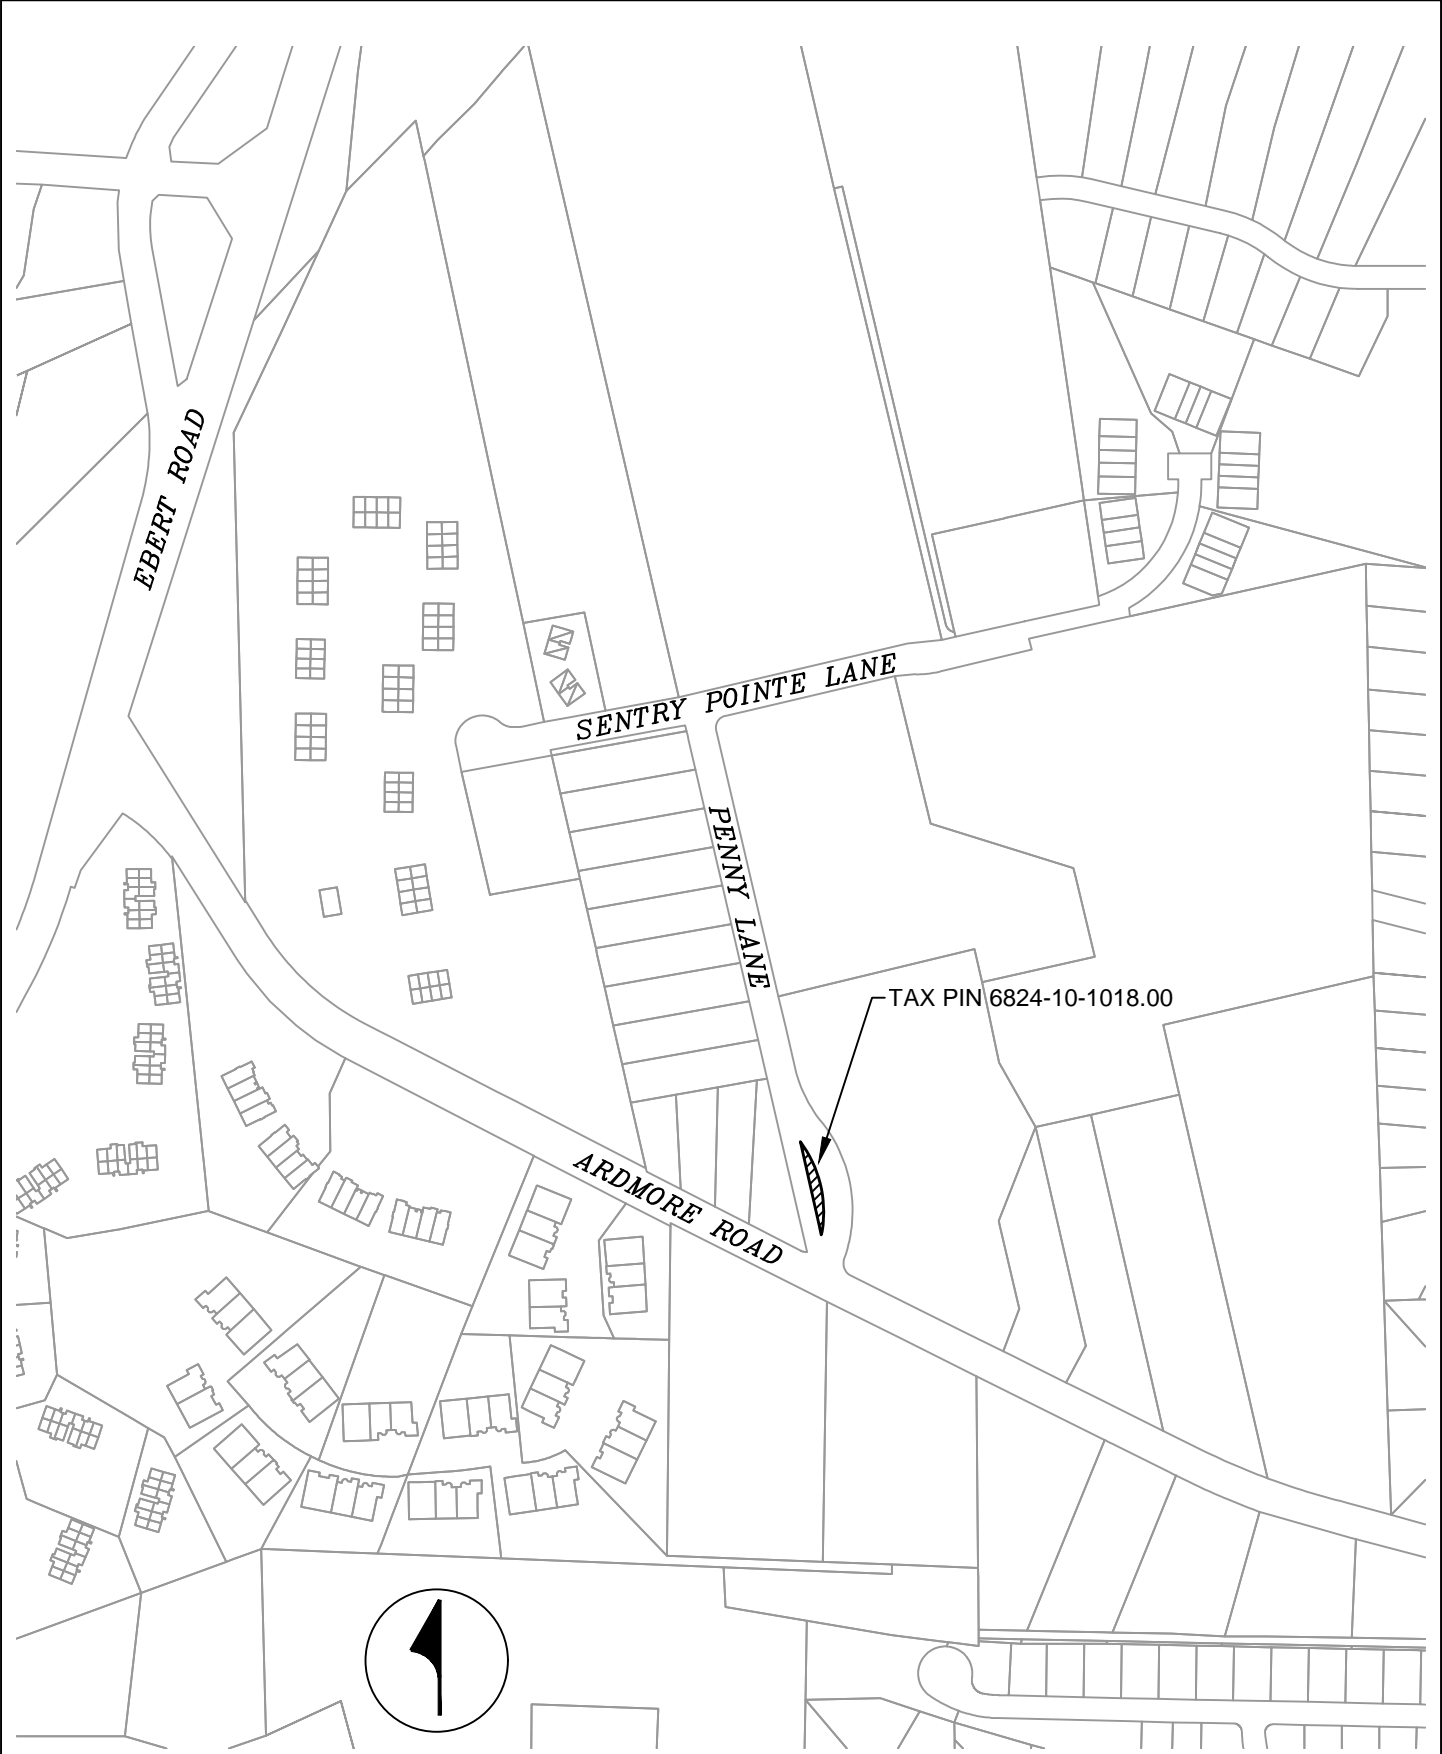 EBERT ROAD
SENTRY POINTE LANE
PENNY LANE
TAX PIN 6824-10-1018.00
ARDMORE ROAD